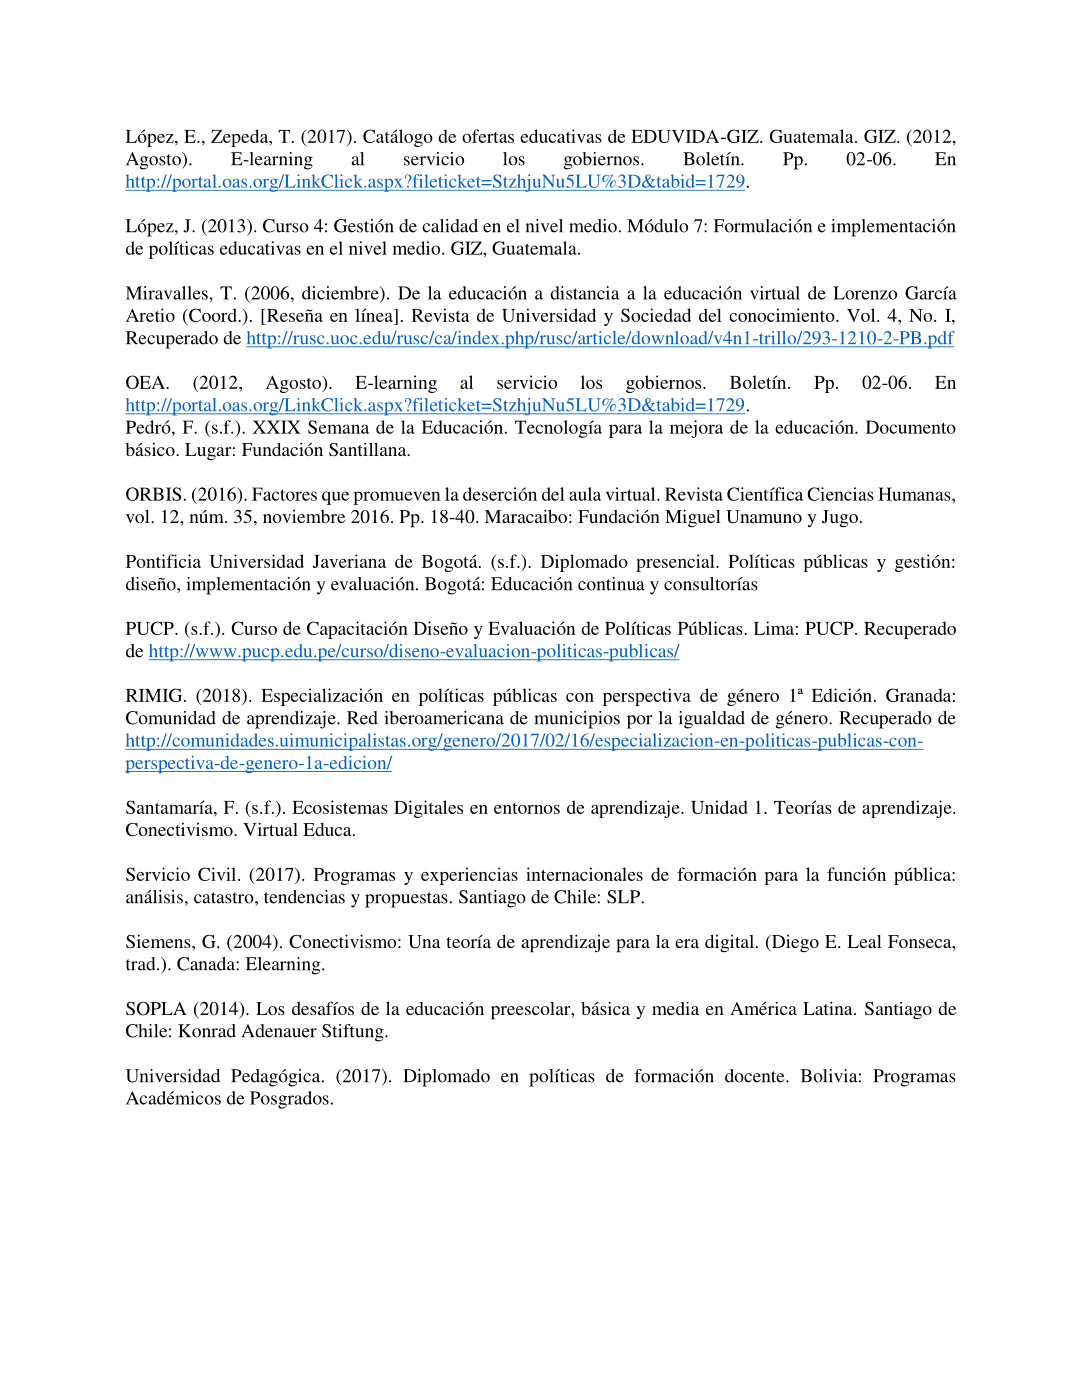 López, E., Zepeda, T. (2017). Catálogo de ofertas educativas de EDUVIDA-GIZ. Guatemala. GIZ. (2012,
Agosto). E-learning al servicio los gobiernos. Boletín. Pp. 02-06. En
http://portal.oas.org/LinkClick.aspx?fileticket=StzhjuNu5LU%3D&tabid=1729.
López, J. (2013). Curso 4: Gestión de calidad en el nivel medio. Módulo 7: Formulación e implementación
de políticas educativas en el nivel medio. GIZ, Guatemala.
Miravalles, T. (2006, diciembre). De la educación a distancia a la educación virtual de Lorenzo García
Aretio (Coord.). [Reseña en línea]. Revista de Universidad y Sociedad del conocimiento. Vol. 4, No. I,
Recuperado de http://rusc.uoc.edu/rusc/ca/index.php/rusc/article/download/v4n1-trillo/293-1210-2-PB.pdf
OEA. (2012, Agosto). E-learning al servicio los gobiernos. Boletín. Pp. 02-06. En
http://portal.oas.org/LinkClick.aspx?fileticket=StzhjuNu5LU%3D&tabid=1729.
Pedró, F. (s.f.). XXIX Semana de la Educación. Tecnología para la mejora de la educación. Documento
básico. Lugar: Fundación Santillana.
ORBIS. (2016). Factores que promueven la deserción del aula virtual. Revista Científica Ciencias Humanas,
vol. 12, núm. 35, noviembre 2016. Pp. 18-40. Maracaibo: Fundación Miguel Unamuno y Jugo.
Pontificia Universidad Javeriana de Bogotá. (s.f.). Diplomado presencial. Políticas públicas y gestión:
diseño, implementación y evaluación. Bogotá: Educación continua y consultorías
PUCP. (s.f.). Curso de Capacitación Diseño y Evaluación de Políticas Públicas. Lima: PUCP. Recuperado
de http://www.pucp.edu.pe/curso/diseno-evaluacion-politicas-publicas/
RIMIG. (2018). Especialización en políticas públicas con perspectiva de género 1ª Edición. Granada:
Comunidad de aprendizaje. Red iberoamericana de municipios por la igualdad de género. Recuperado de
http://comunidades.uimunicipalistas.org/genero/2017/02/16/especializacion-en-politicas-publicas-con-
perspectiva-de-genero-1a-edicion/
Santamaría, F. (s.f.). Ecosistemas Digitales en entornos de aprendizaje. Unidad 1. Teorías de aprendizaje.
Conectivismo. Virtual Educa.
Servicio Civil. (2017). Programas y experiencias internacionales de formación para la función pública:
análisis, catastro, tendencias y propuestas. Santiago de Chile: SLP.
Siemens, G. (2004). Conectivismo: Una teoría de aprendizaje para la era digital. (Diego E. Leal Fonseca,
trad.). Canada: Elearning.
SOPLA (2014). Los desafíos de la educación preescolar, básica y media en América Latina. Santiago de
Chile: Konrad Adenauer Stiftung.
Universidad Pedagógica. (2017). Diplomado en políticas de formación docente. Bolivia: Programas
Académicos de Posgrados.